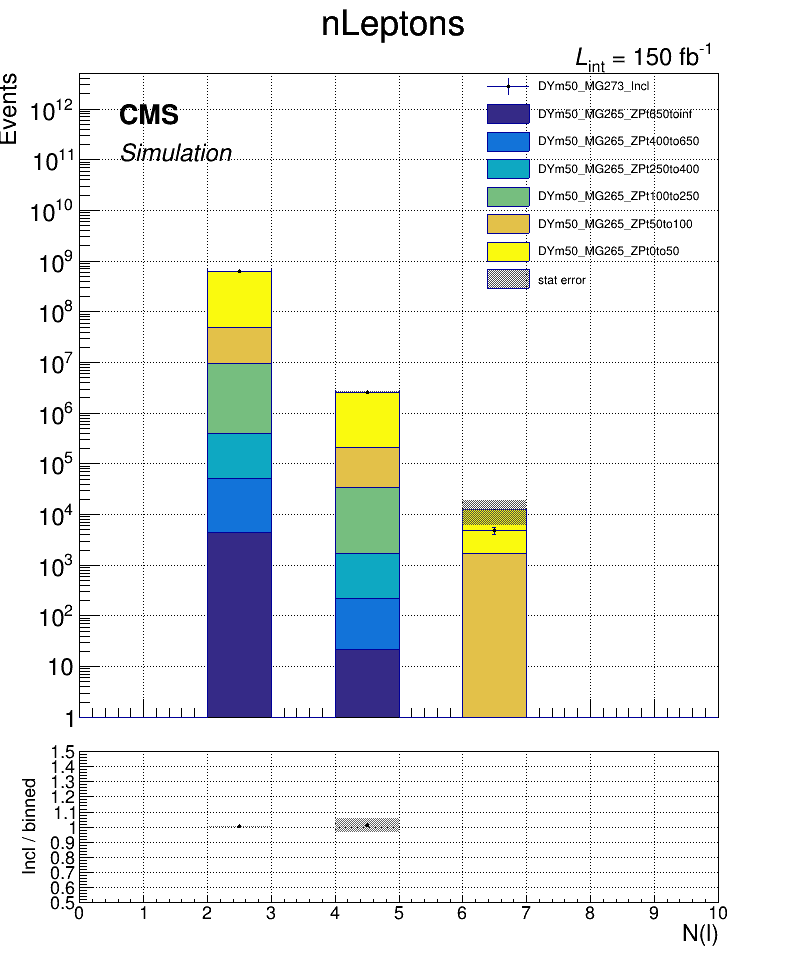 nLeptons
L_int = 150 fb^-1
Events
CMS
Simulation
DYm50_MG273_Incl
DYm50_MG265_ZPt650toInf
DYm50_MG265_ZPt400to650
DYm50_MG265_ZPt250to400
DYm50_MG265_ZPt100to250
DYm50_MG265_ZPt50to100
DYm50_MG265_ZPt0to50
stat error
10^12
10^11
10^10
10^9
10^8
10^7
10^6
10^5
10^4
10^3
10^2
10
1
Incl / binned
1.5
1.4
1.3
1.2
1.1
1
0.9
0.8
0.7
0.6
0.5
0 1 2 3 4 5 6 7 8 9 10
N(l)